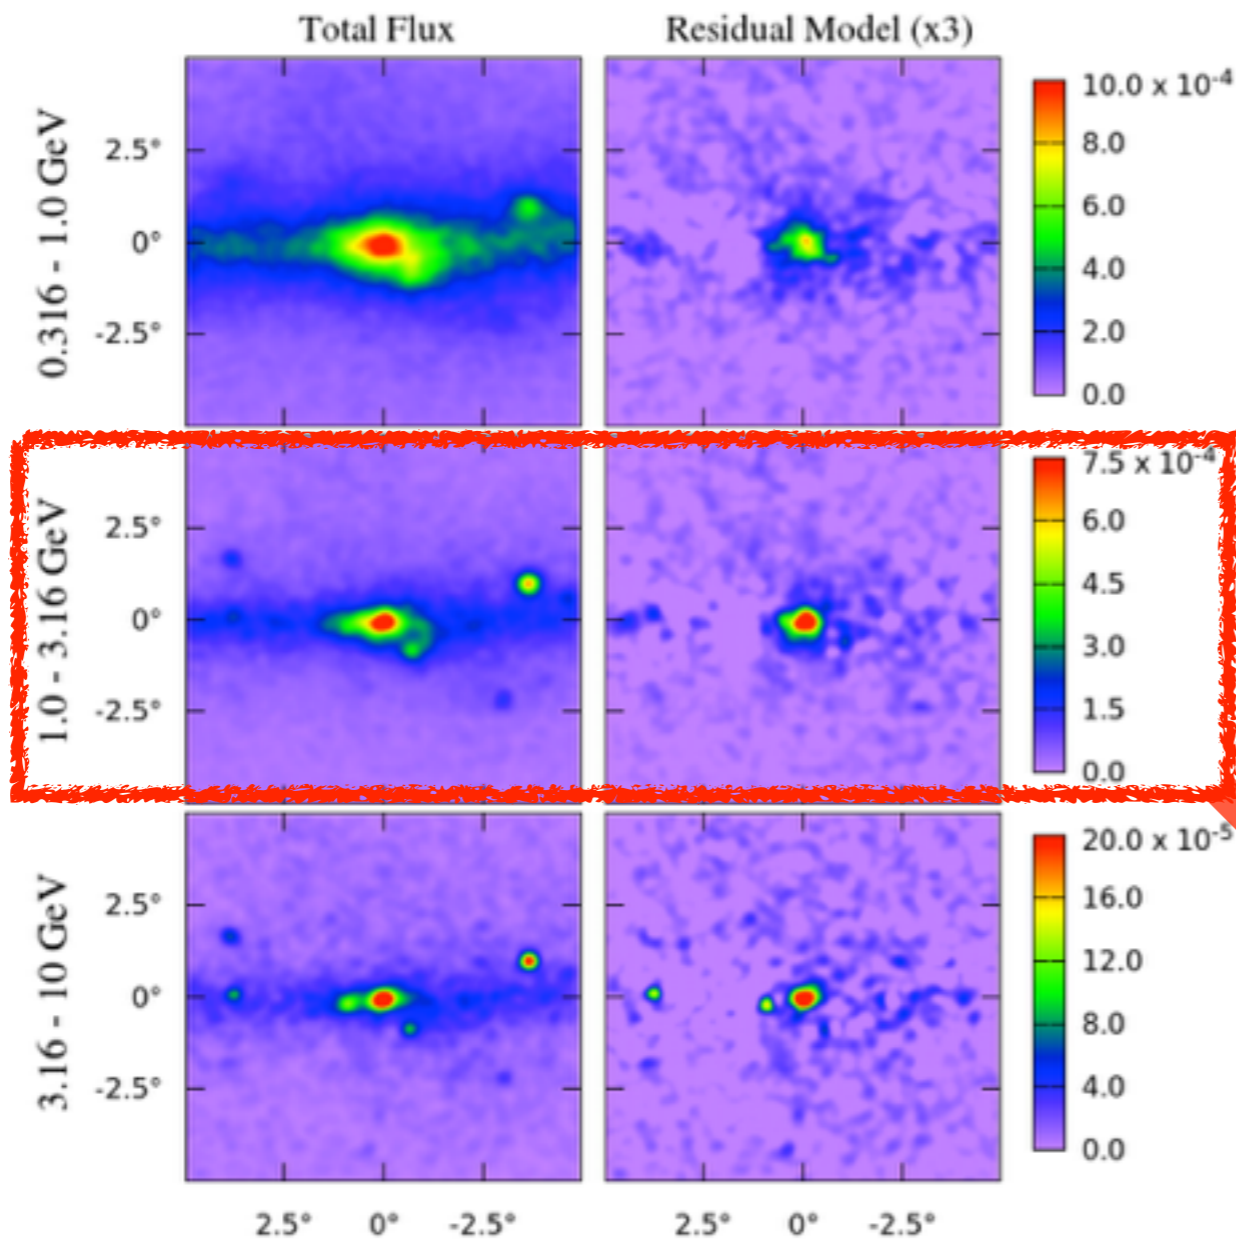 Total Flux
Residual Model (x3)
0.316 - 1.0 GeV
2.5°
0°
-2.5°
10.0 x 10-4
8.0
6.0
4.0
2.0
0.0
1.0 - 3.16 GeV
2.5°
0°
-2.5°
7.5 x 10-4
6.0
4.5
3.0
1.5
0.0
3.16 - 10 GeV
2.5°
0°
-2.5°
20.0 x 10-5
16.0
12.0
8.0
4.0
0.0
2.5° 0° -2.5°
2.5° 0° -2.5°